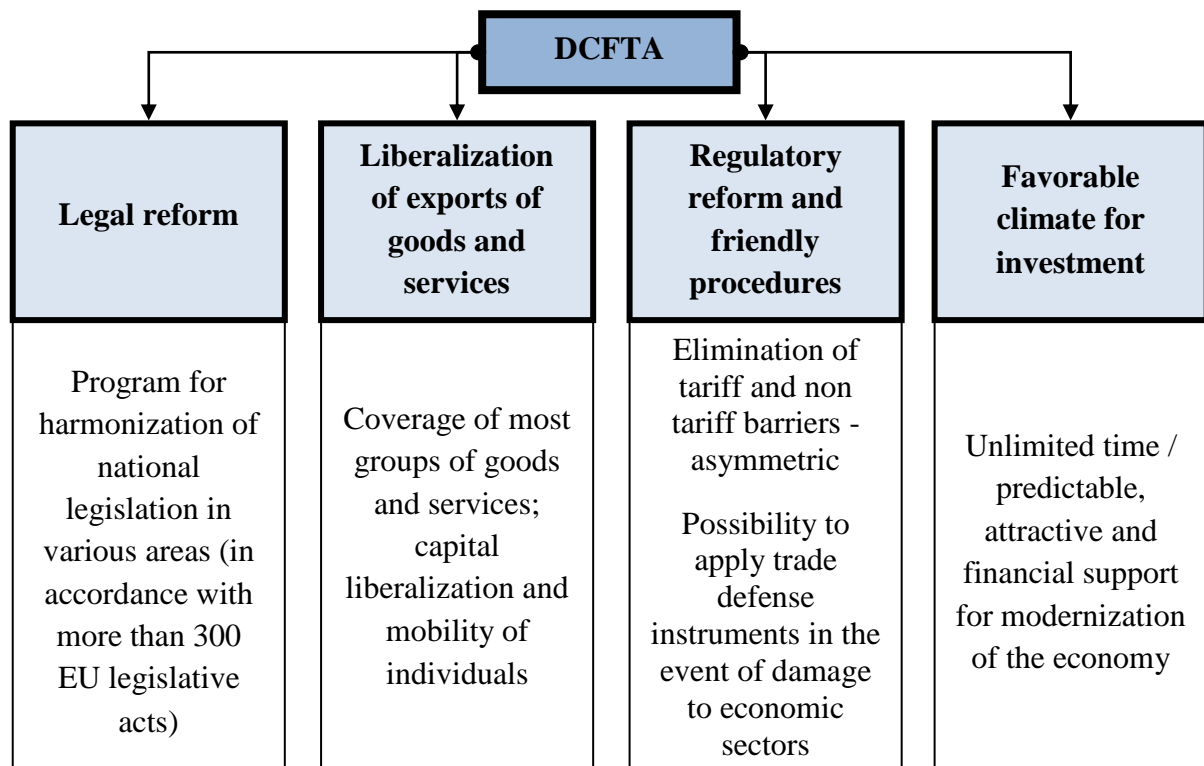 DCFTA
Legal reform
Program for
harmonization of
national
legislation in
various areas (in
accordance with
more than 300
EU legislative
acts)
Liberalization
of exports of
goods and
services
Coverage of most
groups of goods
and services;
capital
liberalization and
mobility of
individuals
Regulatory
reform and
friendly
procedures
Elimination of
tariff and non
tariff barriers -
asymmetric
Possibility to
apply trade
defense
instruments in the
event of damage
to economic
sectors
Favorable
climate for
investment
Unlimited time /
predictable,
attractive and
financial support
for modernization
of the economy